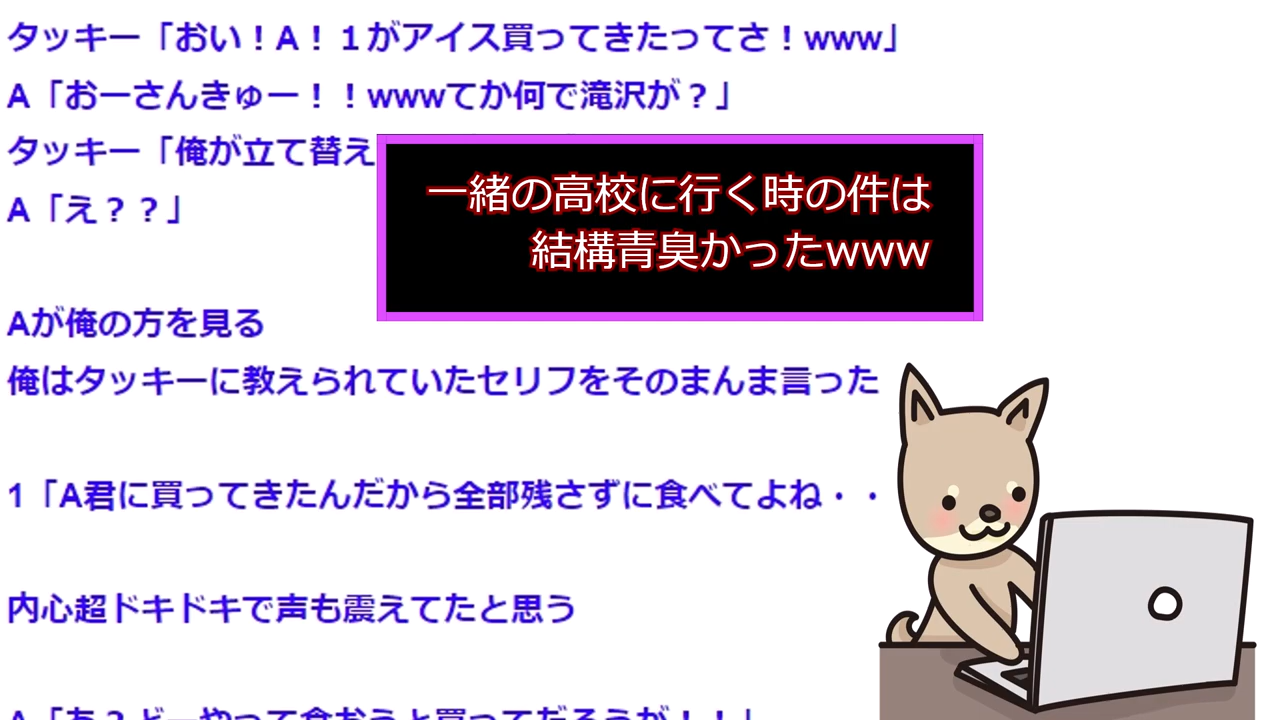 タッキー「おい！A！１がアイス買ってきたってさ！www」
A「おーさんきゅー！！wwwてか何で滝沢が？」
タッキー「俺が立て替え
A「え？？」
一緒の高校に行く時の件は
結構青臭かったwww
Aが俺の方を見る
俺はタッキーに教えられていたセリフをそのまんま言った
1「A君に買ってきたんだから全部残さずに食べてよね・・
内心超ドキドキで声も震えてたと思う